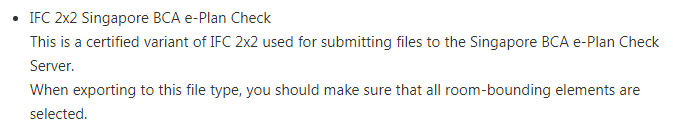 • IFC 2x2 Singapore BCA e-Plan Check
This is a certified variant of IFC 2x2 used for submitting files to the Singapore BCA e-Plan Check
Server.
When exporting to this file type, you should make sure that all room-bounding elements are
selected.